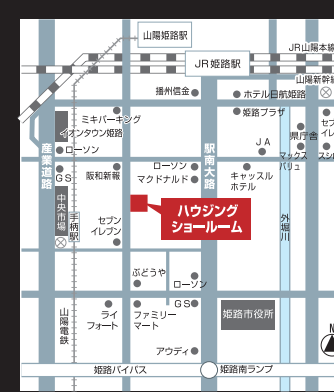 山陽姫路駅
JR山陽本線
JR姫路駅
山陽新幹線
播州信金
ホテル日航姫路
ミキパーキング
姫路プラザ
イオンタウン姫路
県庁舎
セブ
イレ
産業道路
ローソン
駅南大路
JA
マックス
バリュ
スシ
GS
阪和新報
ローソン
マクドナルド
キャッスル
ホテル
中央市場
手柄駅
ハウジング
ショールーム
外堀川
セブン
イレブン
ぶどうや
ローソン
山陽電鉄
ライ
フォート
ファミリー
マート
GS
姫路市役所
N
アウディ
姫路バイパス
姫路南ランプ